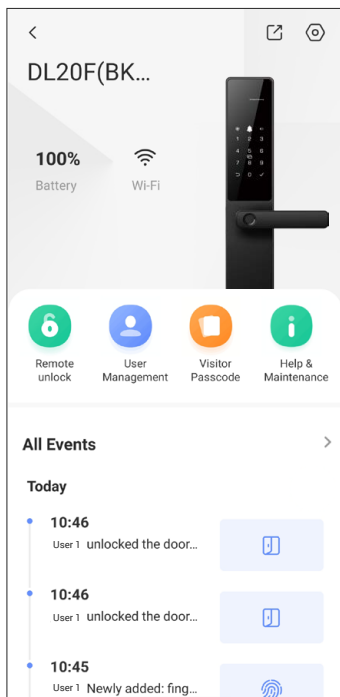 DL20F(BK...
100%
Battery
Wi-Fi
Remote
unlock
User
Management
Visitor
Passcode
Help &
Maintenance
All Events
Today
10:46
User 1 unlocked the door...
10:46
User 1 unlocked the door...
10:45
User 1 Newly added: fing...